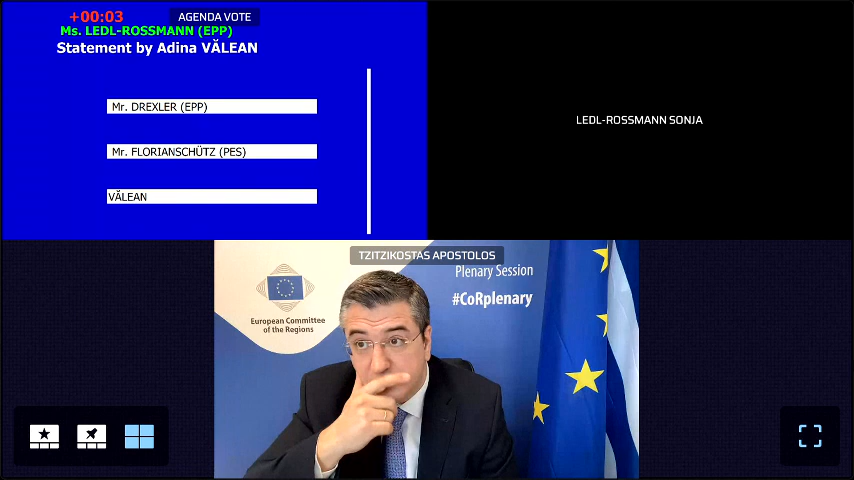 +00:03
AGENDA VOTE
Ms. LEDL-ROSSMANN (EPP)
Statement by Adina VĂLEAN
Mr. DREXLER (EPP)
Mr. FLORIANSCHÜTZ (PES)
VĂLEAN
LEDL-ROSSMANN SONJA
TZITZIKOSTAS APOSTOLOS
Plenary Session
#CoRplenary
European Committee
of the Regions